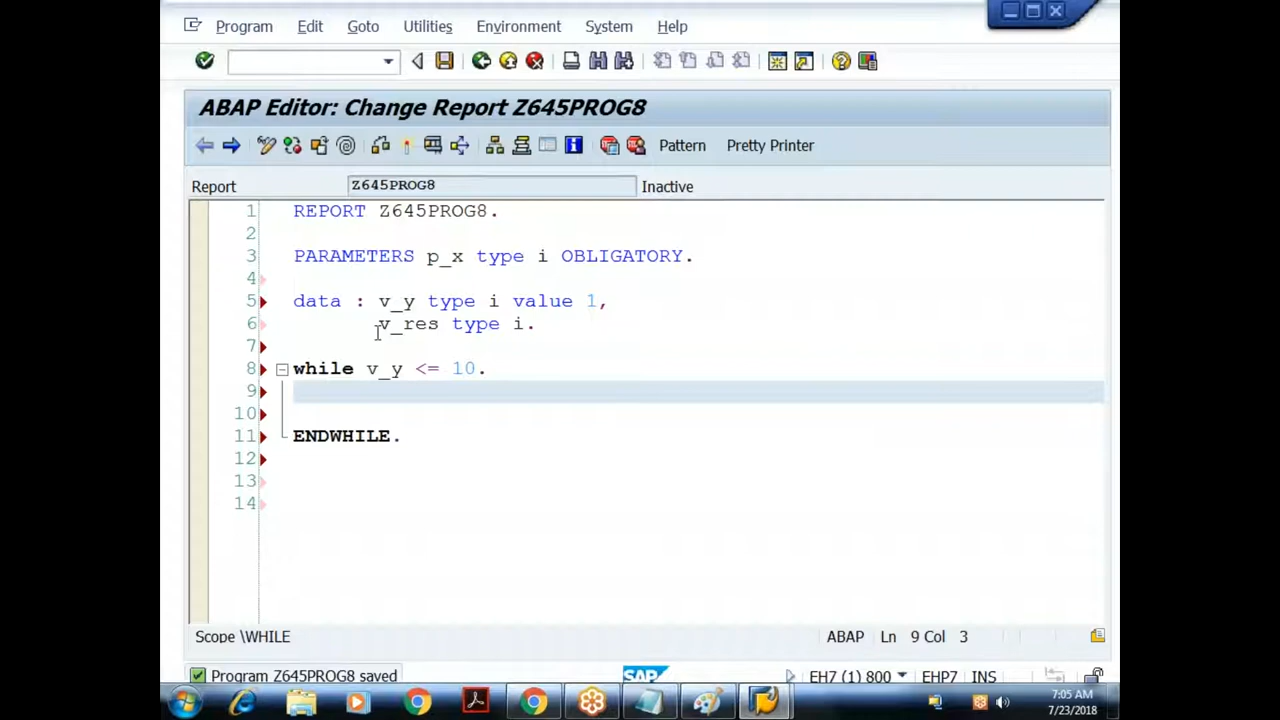 Program Edit Goto Utilities Environment System Help
ABAP Editor: Change Report Z645PROG8
Pattern Pretty Printer
Report Z645PROG8 Inactive
1 REPORT Z645PROG8.
2
3 PARAMETERS p_x type i OBLIGATORY.
4
5 data : v_y type i value 1,
6 v_res type i.
7
8 while v_y <= 10.
9
10
11 ENDWHILE.
12
13
14
Scope \WHILE ABAP Ln 9 Col 3
Program Z645PROG8 saved SAP EH7 (1) 800 EHP7 INS
7:05 AM
7/23/2018